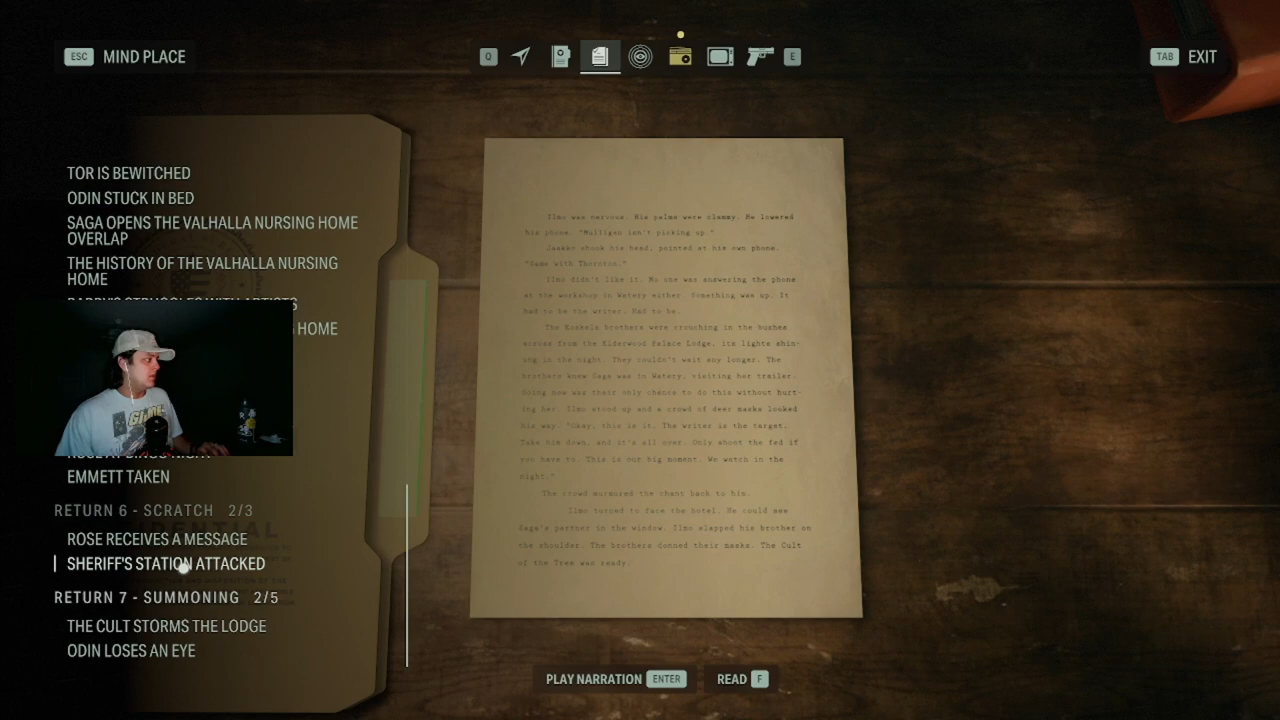 ESC MIND PLACE
Q
E
TAB EXIT
TOR IS BEWITCHED
ODIN STUCK IN BED
SAGA OPENS THE VALHALLA NURSING HOME
OVERLAP
THE HISTORY OF THE VALHALLA NURSING
HOME
HOME
EMMETT TAKEN
RETURN 6 - SCRATCH 2/3
ROSE RECEIVES A MESSAGE
SHERIFF'S STATION ATTACKED
RETURN 7 - SUMMONING 2/5
THE CULT STORMS THE LODGE
ODIN LOSES AN EYE
Ilmo was nervous. His palms were clammy. He lowered
his phone. "Mulligan isn't picking up."
Jaakko shook his head, pointed at his own phone.
"Same with Thornton."
Ilmo didn't like it. No one was answering the phone
at the workshop in Watery either. Something was up. It
had to be the writer. Had to be.
The Koskela brothers were crouching in the bushes
across from the Elderwood Palace Lodge, its lights shin-
ing in the night. They couldn't wait any longer. The
brothers knew Saga was in Watery, visiting her trailer.
Going now was their only chance to do this without hurt-
ing her. Ilmo stood up and a crowd of deer masks looked
his way. "Okay, this is it. The writer is the target.
Take him down, and it's all over. Only shoot the fed if
you have to. This is our big moment. We watch in the
night."
The crowd murmured the chant back to him.
Ilmo turned to face the hotel. He could see
Saga's partner in the window. Ilmo slapped his brother on
the shoulder. The brothers donned their masks. The Cult
of the Tree was ready.
PLAY NARRATION ENTER
READ F